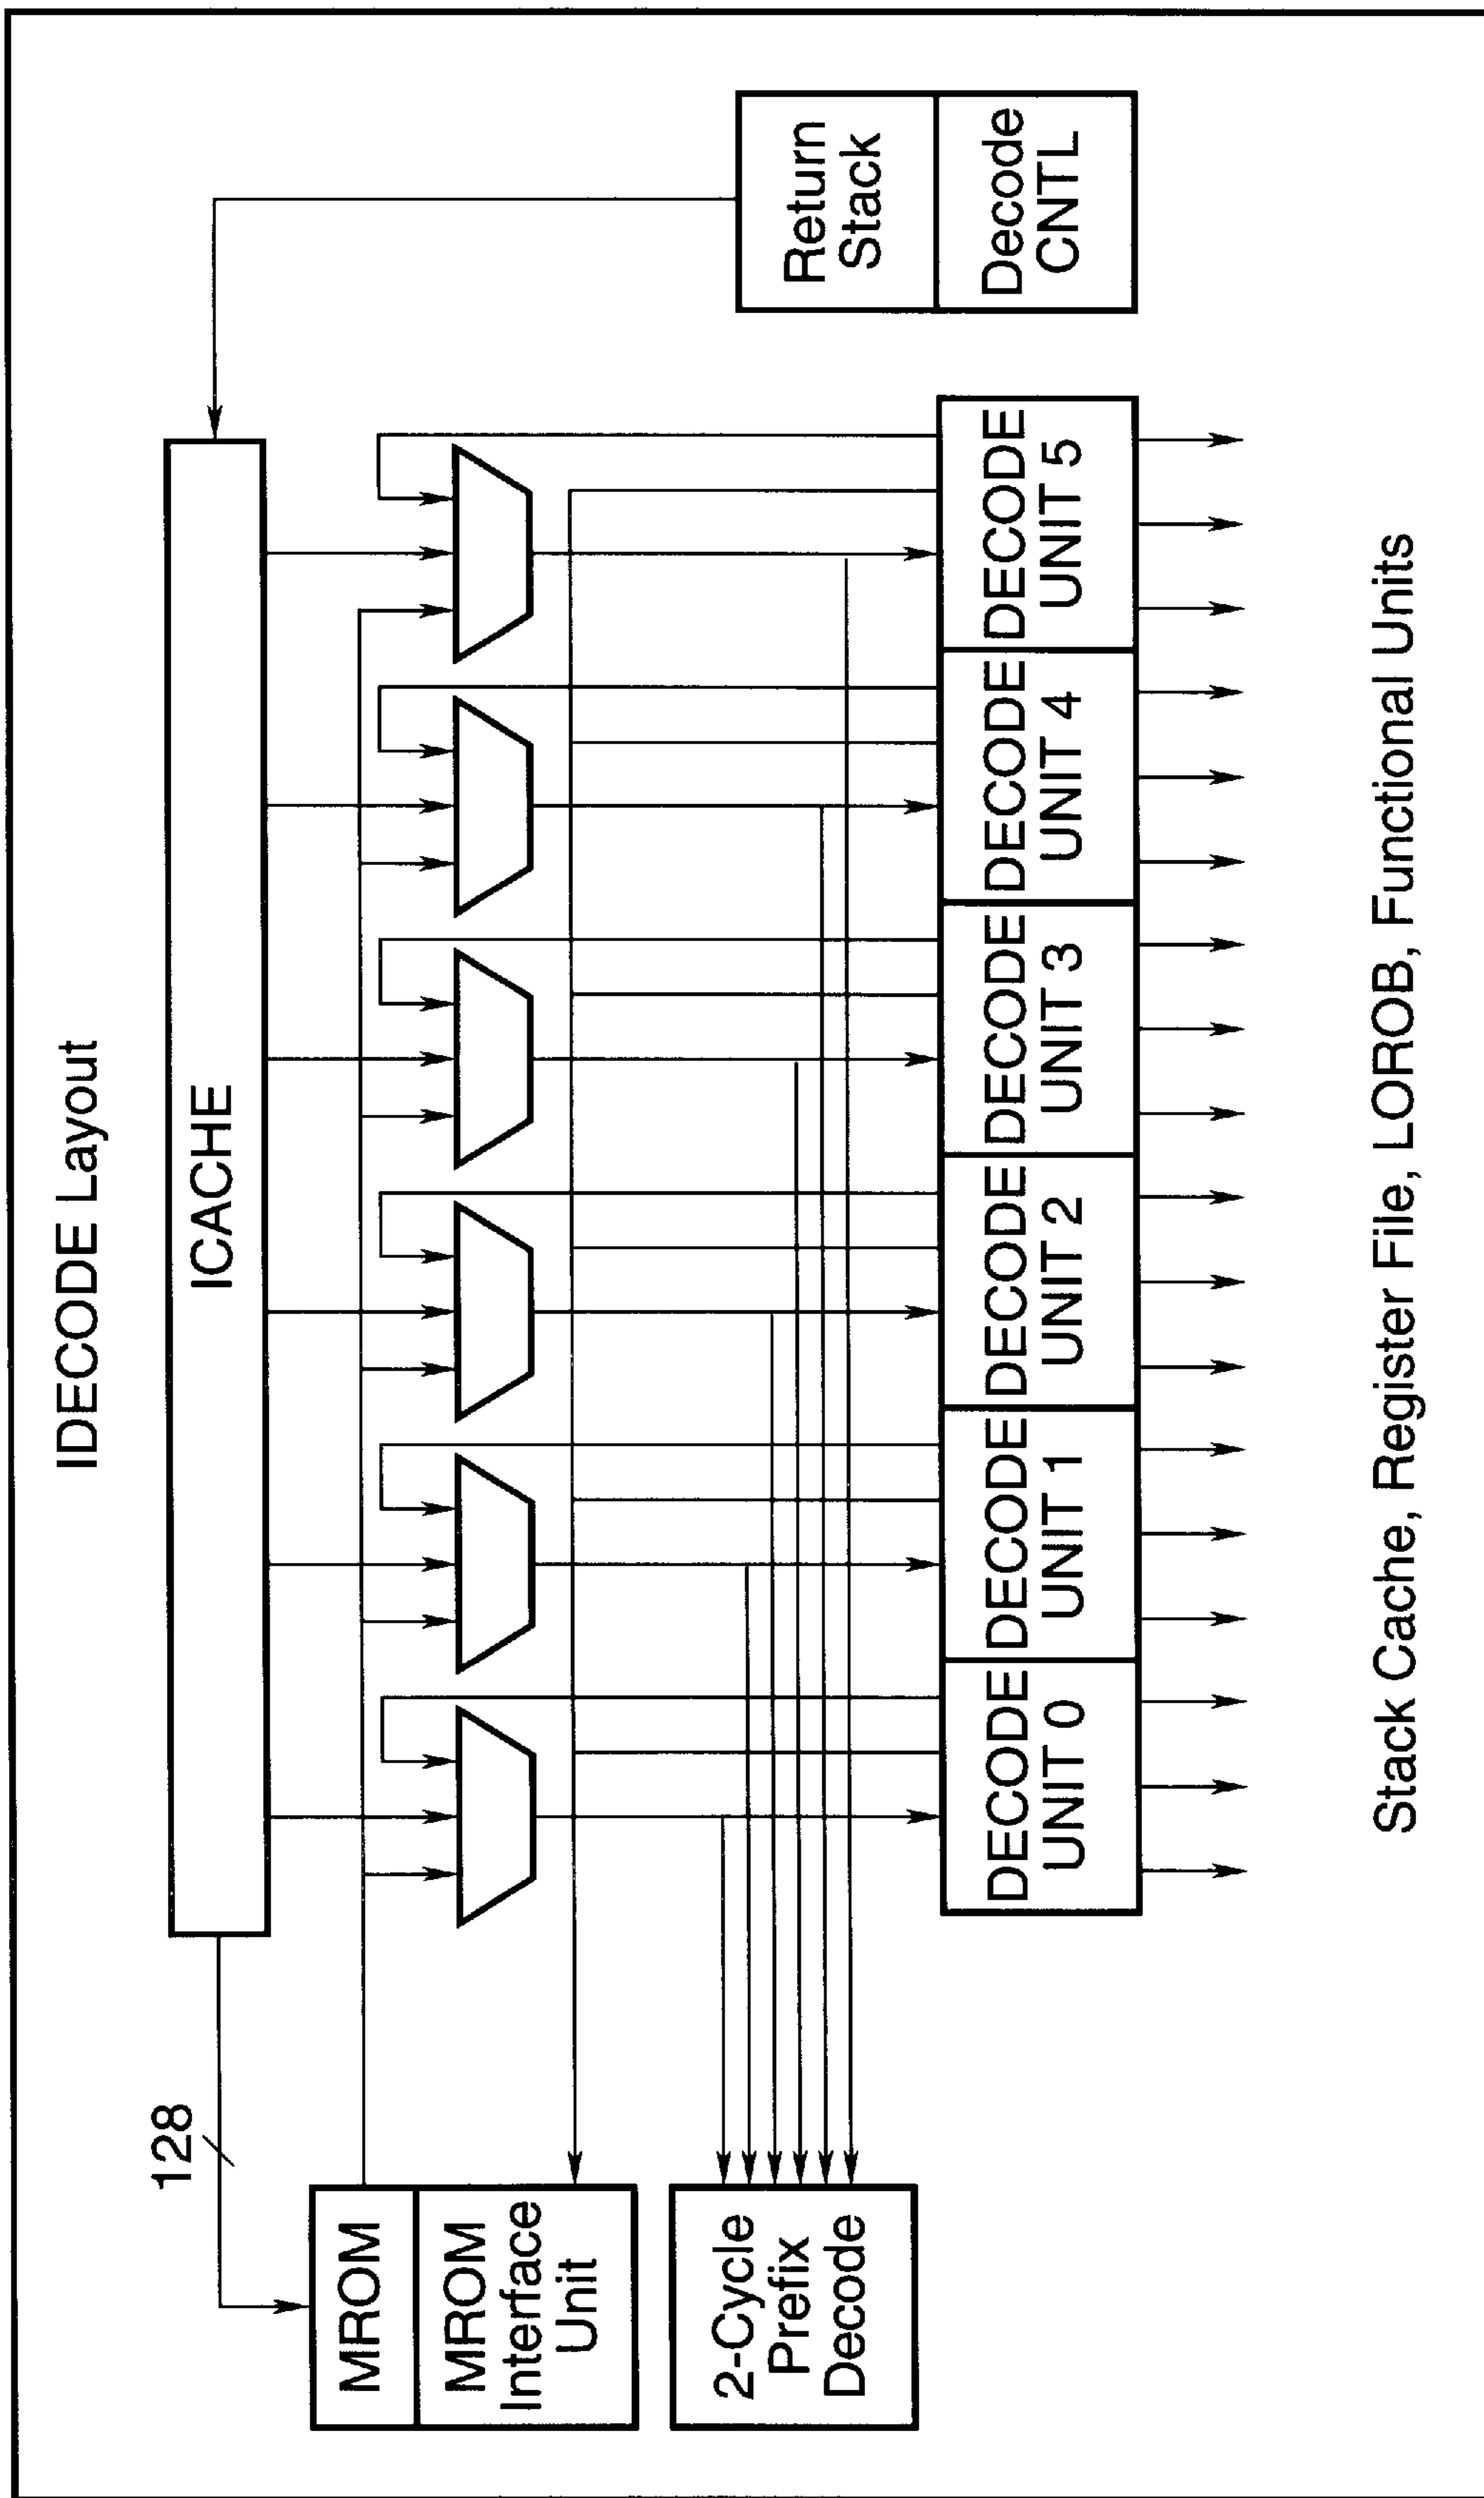 IDECODE Layout
128
ICACHE
MROM
MROM
Interface
Unit
2-Cycle
Prefix
Decode
Return
Stack
Decode
CNTL
DECODE
UNIT 0
DECODE
UNIT 1
DECODE
UNIT 2
DECODE
UNIT 3
DECODE
UNIT 4
DECODE
UNIT 5
Stack Cache, Register File, LOROB, Functional Units